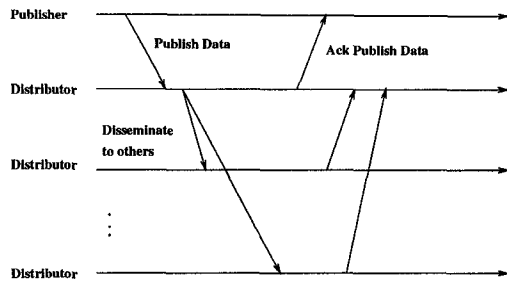 Publisher
Publish Data
Ack Publish Data
Distributor
Disseminate
to others
Distributor
Distributor